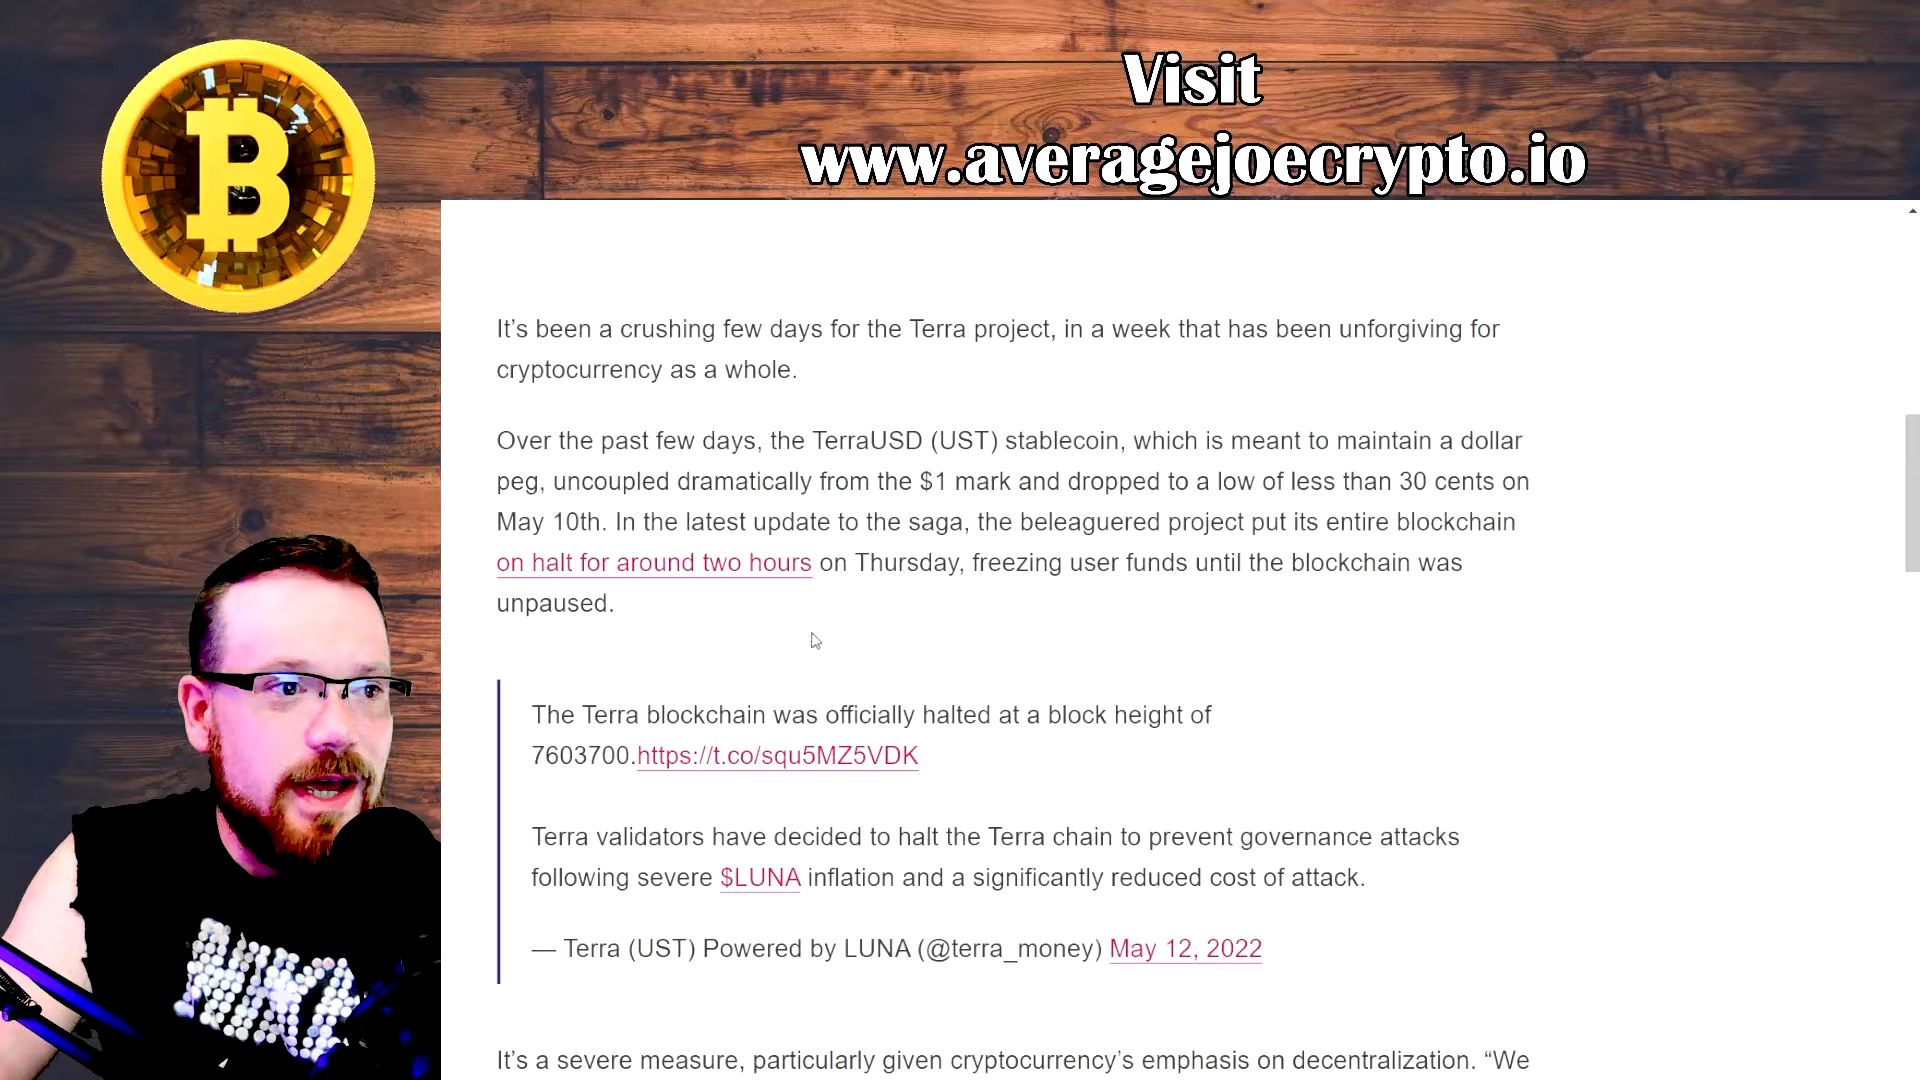 Visit
www.averagejoecrypto.io
It’s been a crushing few days for the Terra project, in a week that has been unforgiving for
cryptocurrency as a whole.
Over the past few days, the TerraUSD (UST) stablecoin, which is meant to maintain a dollar
peg, uncoupled dramatically from the $1 mark and dropped to a low of less than 30 cents on
May 10th. In the latest update to the saga, the beleaguered project put its entire blockchain
on halt for around two hours on Thursday, freezing user funds until the blockchain was
unpaused.
The Terra blockchain was officially halted at a block height of
7603700.https://t.co/squ5MZ5VDK
Terra validators have decided to halt the Terra chain to prevent governance attacks
following severe $LUNA inflation and a significantly reduced cost of attack.
— Terra (UST) Powered by LUNA (@terra_money) May 12, 2022
It’s a severe measure, particularly given cryptocurrency’s emphasis on decentralization. “We